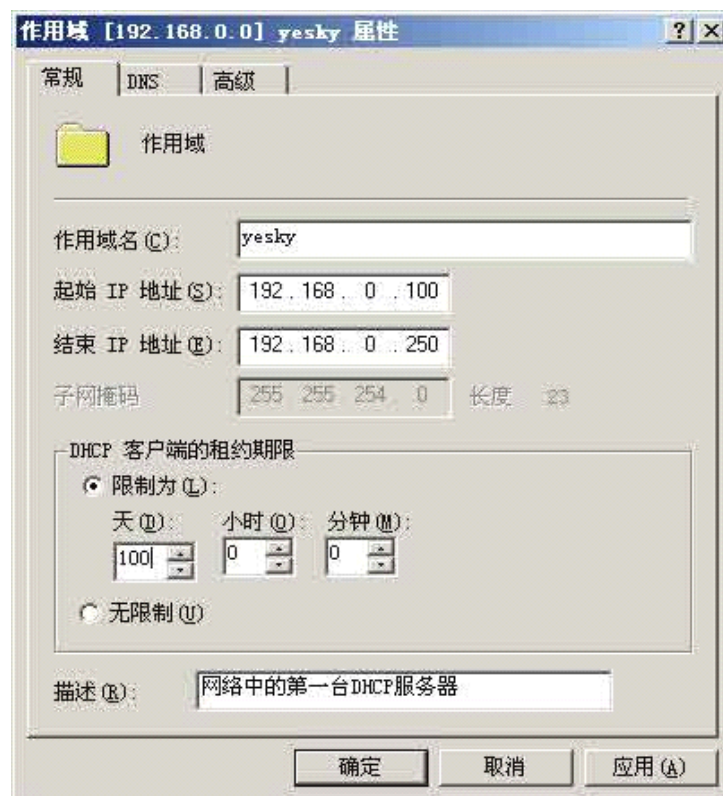 作用域 [192.168.0.0] yesky 属性
常规 DNS 高级
作用域
作用域名(C): yesky
起始 IP 地址(S): 192 . 168 . 0 . 100
结束 IP 地址(E): 192 . 168 . 0 . 250
子网掩码 255 255 254 0 长度 23
DHCP 客户端的租约期限
限制为(L):
天(D): 小时(O): 分钟(M):
100 0 0
无限制(U)
描述(R): 网络中的第一台DHCP服务器
确定 取消 应用(A)